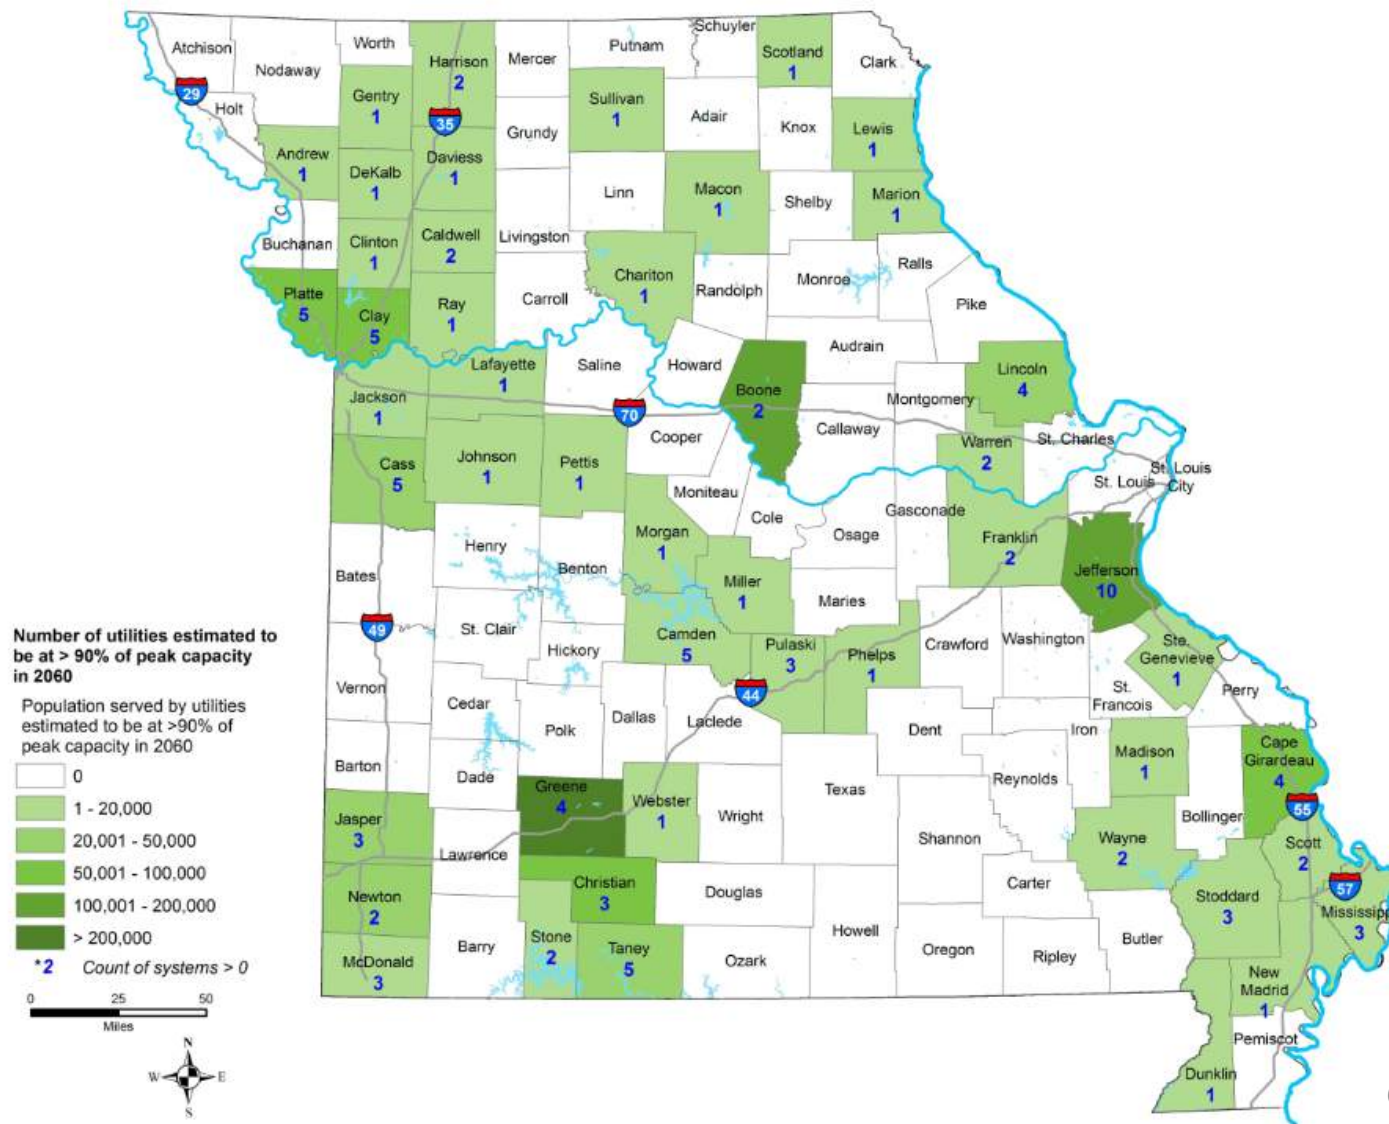 Schuyler
Atchison
Worth
Putnam
Scotland
1
Clark
Nodaway
Harrison
2
Mercer
29
Holt
Gentry
1
Sullivan
1
35
Adair
Knox
Lewis
1
Grundy
Andrew
1
Daviess
1
DeKalb
1
Linn
Macon
1
Shelby
Marion
1
Buchanan
Clinton
1
Caldwell
2
Livingston
Chariton
1
Randolph
Monroe
Ralls
Platte
5
Clay
5
Ray
1
Carroll
Pike
Audrain
Lafayette
1
Saline
Howard
Boone
2
Lincoln
4
Jackson
1
70
Montgomery
Callaway
Cooper
Warren
2
St. Charles
Cass
5
Johnson
1
Pettis
1
St. Louis
St. Louis
City
Moniteau
Cole
Gasconade
Morgan
1
Osage
Franklin
2
Henry
Benton
Bates
Miller
1
Jefferson
10
Maries
49
St. Clair
Camden
5
Hickory
Pulaski
3
Phelps
1
Crawford
Washington
Ste.
Genevieve
1
Vernon
44
St.
Francois
Perry
Cedar
Polk
Dallas
Laclede
Dent
Iron
Madison
1
Cape
Girardeau
4
Barton
Dade
Greene
4
Webster
1
Wright
Texas
Reynolds
55
Jasper
3
Bollinger
Shannon
Wayne
2
Scott
2
Lawrence
Newton
2
Christian
3
Douglas
Carter
Stoddard
3
57
Mississipp
3
Howell
McDonald
3
Barry
Stone
2
Taney
5
Ozark
Oregon
Ripley
Butler
New
Madrid
1
Pemiscot
Dunklin
1
Number of utilities estimated to
be at > 90% of peak capacity
in 2060
Population served by utilities
estimated to be at >90% of
peak capacity in 2060
0
1 - 20,000
20,001 - 50,000
50,001 - 100,000
100,001 - 200,000
> 200,000
*2 Count of systems > 0
0 25 50
Miles
N
W E
S